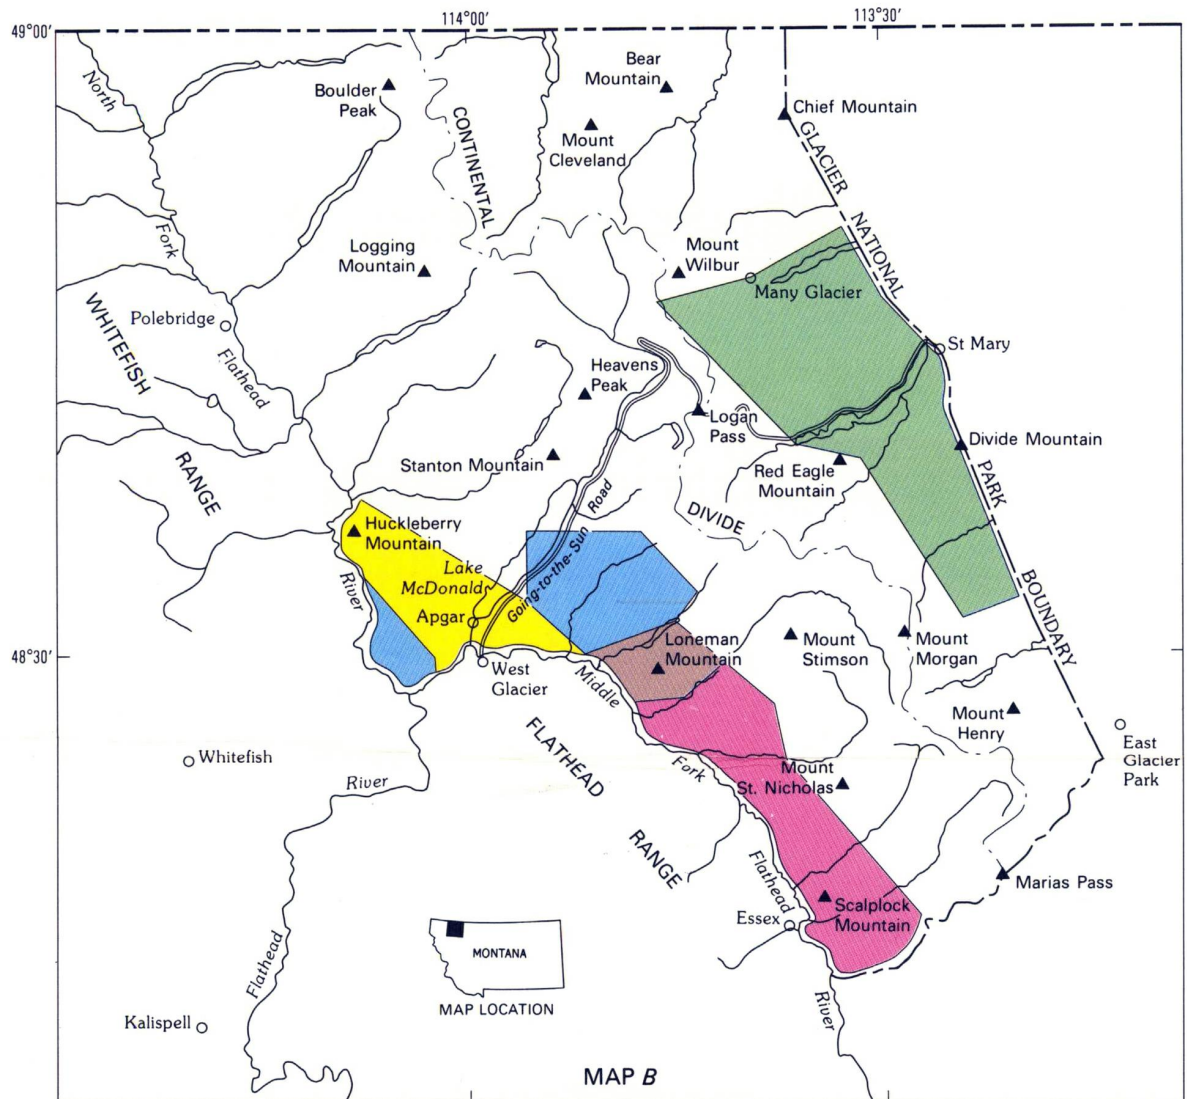 114°00'
113°30'
49°00'
Bear
Mountain
North
Boulder
Peak
Chief Mountain
CONTINENTAL
Mount
Cleveland
GLACIER
Fork
Logging
Mountain
Mount
Wilbur
NATIONAL
Many Glacier
WHITEFISH
Polebridge
St Mary
Flathead
Heavens
Peak
Logan
Pass
Divide Mountain
RANGE
Stanton Mountain
Red Eagle
Mountain
PARK
Road
DIVIDE
Huckleberry
Mountain
Lake
McDonald
Going-to-the-Sun
River
Apgar
BOUNDARY
48°30'
West
Glacier
Middle
Loneman
Mountain
Mount
Stimson
Mount
Morgan
Mount
Henry
East
Glacier
Park
FLATHEAD
Whitefish
River
Fork
Mount
St. Nicholas
RANGE
Flathead
Marias Pass
Essex
Scalplock
Mountain
Flathead
MONTANA
MAP LOCATION
River
Kalispell
MAP B